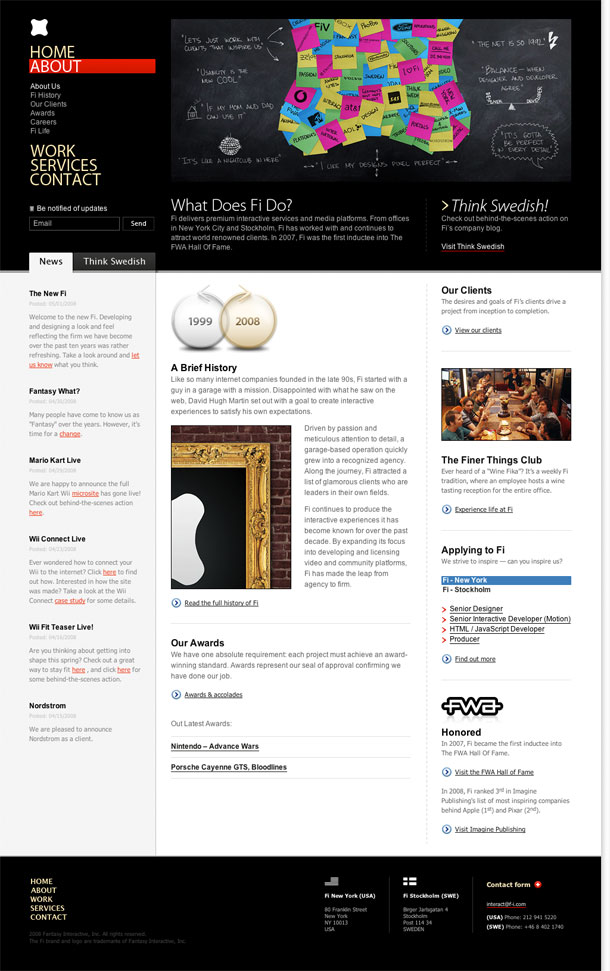 HOME
ABOUT
About Us
Fi History
Our Clients
Awards
Careers
Fi Life
WORK
SERVICES
CONTACT
Be notified of updates
Email
Send
"LET'S JUST WORK WITH
CLIENTS THAT INSPIRE US"
"USABILITY IS THE
NEW COOL"
"IF MY MOM AND DAD
CAN USE IT"
"IT'S LIKE A NIGHTCLUB IN HERE"
"I LIKE MY DESIGNS PIXEL PERFECT"
"THE NET IS SO 1992"
"BALANCE - WHEN
DESIGNER AND DEVELOPER
AGREE"
"IT'S GOTTA
BE PERFECT
EVERY DETAIL"
What Does Fi Do?
Fi delivers premium interactive services and media platforms. From offices
in New York City and Stockholm, Fi has worked with and continues to
attract world renowned clients. In 2007, Fi was the first inductee into The
FWA Hall Of Fame.
Think Swedish!
Check out behind-the-scenes action on
Fi's company blog.
Visit Think Swedish
News
Think Swedish
The New Fi
Posted: 05/01/2008
Welcome to the new Fi. Developing
and designing a look and feel
reflecting the firm we have become
over the past ten years was rather
refreshing. Take a look around and let
us know what you think.
Fantasy What?
Posted: 04/30/2008
Many people have come to know us as
"Fantasy" over the years. However, it's
time for a change.
Mario Kart Live
Posted: 04/29/2008
We are happy to announce the full
Mario Kart Wii microsite has gone live!
Check out behind-the-scenes action
here.
Wii Connect Live
Posted: 04/23/2008
Ever wondered how to connect your
Wii to the internet? Click here to find
out how. Interested in how the site
was made? Take a look at the Wii
Connect case study for some details.
Wii Fit Teaser Live!
Posted: 04/16/2008
Are you thinking about getting into
shape this spring? Check out a great
way to stay fit here , and click here for
some behind-the-scenes action.
Nordstrom
Posted: 04/15/2008
We are pleased to announce
Nordstrom as a client.
1999
2008
A Brief History
Like so many internet companies founded in the late 90s, Fi started with a
guy in a garage with a mission. Disappointed with what he saw on the
web, David Hugh Martin set out with a goal to create interactive
experiences to satisfy his own expectations.
Driven by passion and
meticulous attention to detail, a
garage-based operation quickly
grew into a recognized agency.
Along the journey, Fi attracted a
list of glamorous clients who are
leaders in their own fields.
Fi continues to produce the
interactive experiences it has
become known for over the past
decade. By expanding its focus
into developing and licensing
video and community platforms,
Fi has made the leap from
agency to firm.
Read the full history of Fi
Our Awards
We have one absolute requirement: each project must achieve an award-
winning standard. Awards represent our seal of approval confirming we
have done our job.
Awards & accolades
Out Latest Awards:
Nintendo – Advance Wars
Porsche Cayenne GTS, Bloodlines
Our Clients
The desires and goals of Fi's clients drive a
project from inception to completion.
View our clients
The Finer Things Club
Ever heard of a "Wine Fika"? It's a weekly Fi
tradition, where an employee hosts a wine
tasting reception for the entire office.
Experience life at Fi
Applying to Fi
We strive to inspire — can you inspire us?
Fi - New York
Fi - Stockholm
Senior Designer
Senior Interactive Developer (Motion)
HTML / JavaScript Developer
Producer
Find out more
FWA
Honored
In 2007, Fi became the first inductee into
The FWA Hall Of Fame.
Visit the FWA Hall of Fame
In 2008, Fi ranked 3rd in Imagine
Publishing's list of most inspiring companies
behind Apple (1st) and Pixar (2nd).
Visit Imagine Publishing
HOME
ABOUT
WORK
SERVICES
CONTACT
2008 Fantasy Interactive, Inc. All rights reserved.
The Fi brand and logo are trademarks of Fantasy Interactive, Inc.
Fi New York (USA)
80 Franklin Street
New York
NY 10013
USA
Fi Stockholm (SWE)
Birger Jarlsgatan 4
Stockholm
Post 114 34
SWEDEN
Contact form
interact@f-i.com
(USA) Phone: 212 941 5220
(SWE) Phone: +46 8 402 1740